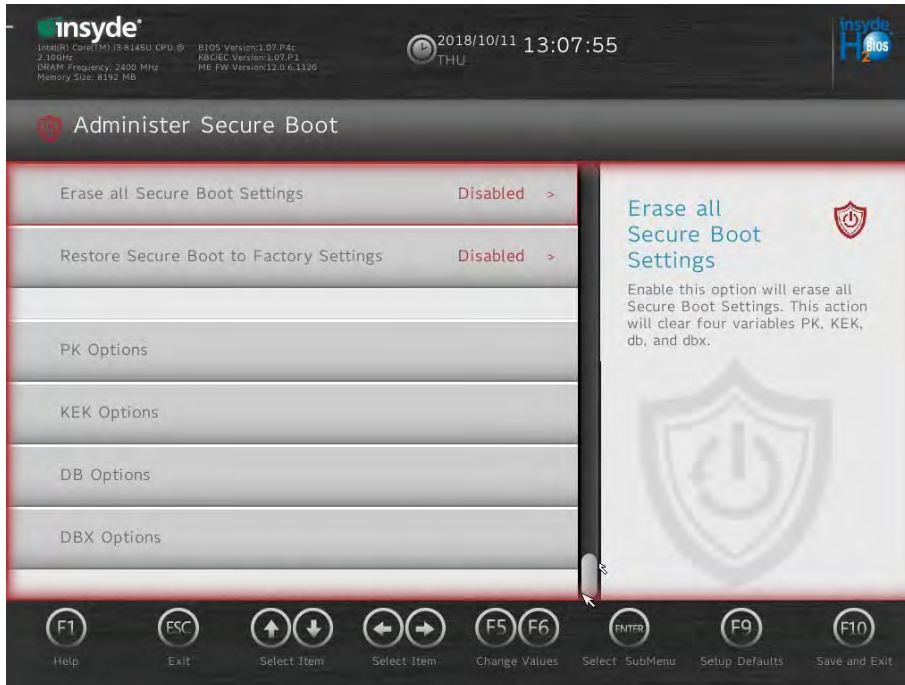 insyde®
Intel(R) Core(TM) i3-8145U CPU @
2.10GHz
DRAM Frequency: 2400 MHz
Memory Size: 8192 MB
BIOS Version:1.07.P4c
KBC/EC Version:1.07.P1
ME FW Version:12.0.6.1120
2018/10/11 13:07:55
THU
insyde
H2O BIOS
Administer Secure Boot
Erase all Secure Boot Settings Disabled >
Restore Secure Boot to Factory Settings Disabled >
PK Options
KEK Options
DB Options
DBX Options
Erase all
Secure Boot
Settings
Enable this option will erase all
Secure Boot Settings. This action
will clear four variables PK, KEK,
db, and dbx.
F1 ESC F5 F6 ENTER F9 F10
Help Exit Select Item Select Item Change Values Select SubMenu Setup Defaults Save and Exit